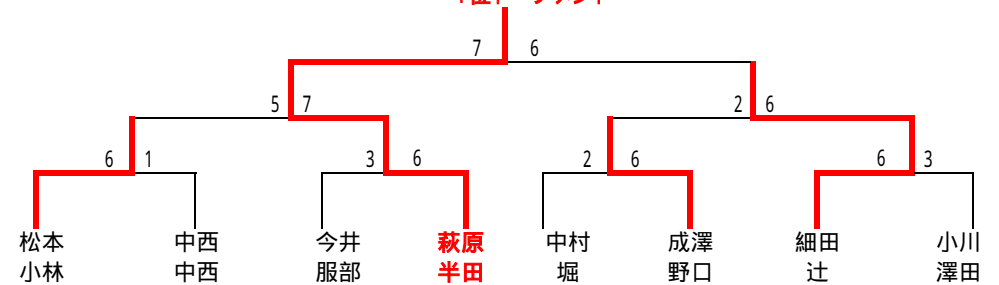 7 6
5 7 2 6
6 1 3 6 2 6 6 3
松本 中西 今井 萩原 中村 成澤 細田 小川
小林 中西 服部 半田 堀 野口 辻 澤田